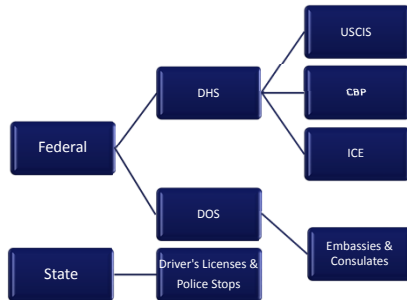 USCIS
DHS
CBP
Federal
ICE
DOS
Embassies &
Consulates
State
Driver's Licenses &
Police Stops